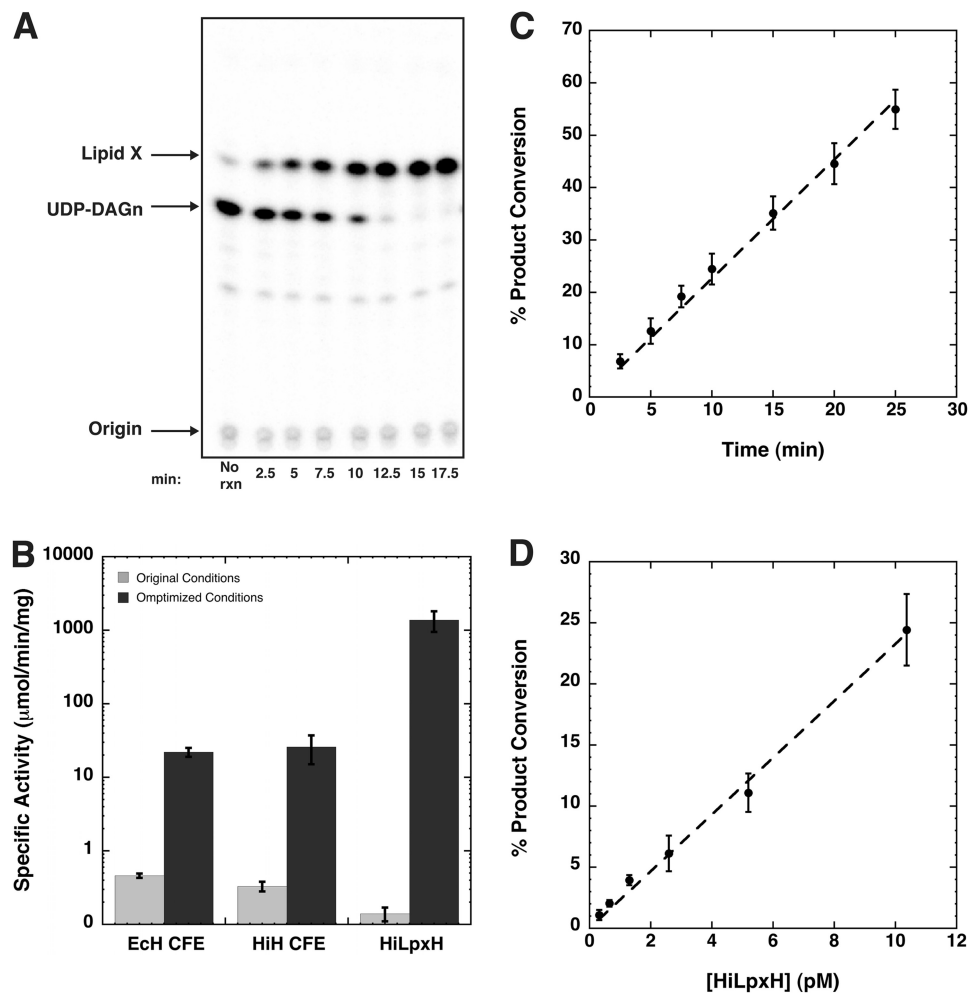 A
Lipid X
UDP-DAGn
Origin
min:
No rxn 2.5 5 7.5 10 12.5 15 17.5
B
Specific Activity (μmol/min/mg)
10000
1000
100
10
1
0
Original Conditions
Omptimized Conditions
EcH CFE HiH CFE HiLpxH
C
% Product Conversion
70
60
50
40
30
20
10
0
0 5 10 15 20 25 30
Time (min)
D
% Product Conversion
30
25
20
15
10
5
0
0 2 4 6 8 10 12
[HiLpxH] (pM)